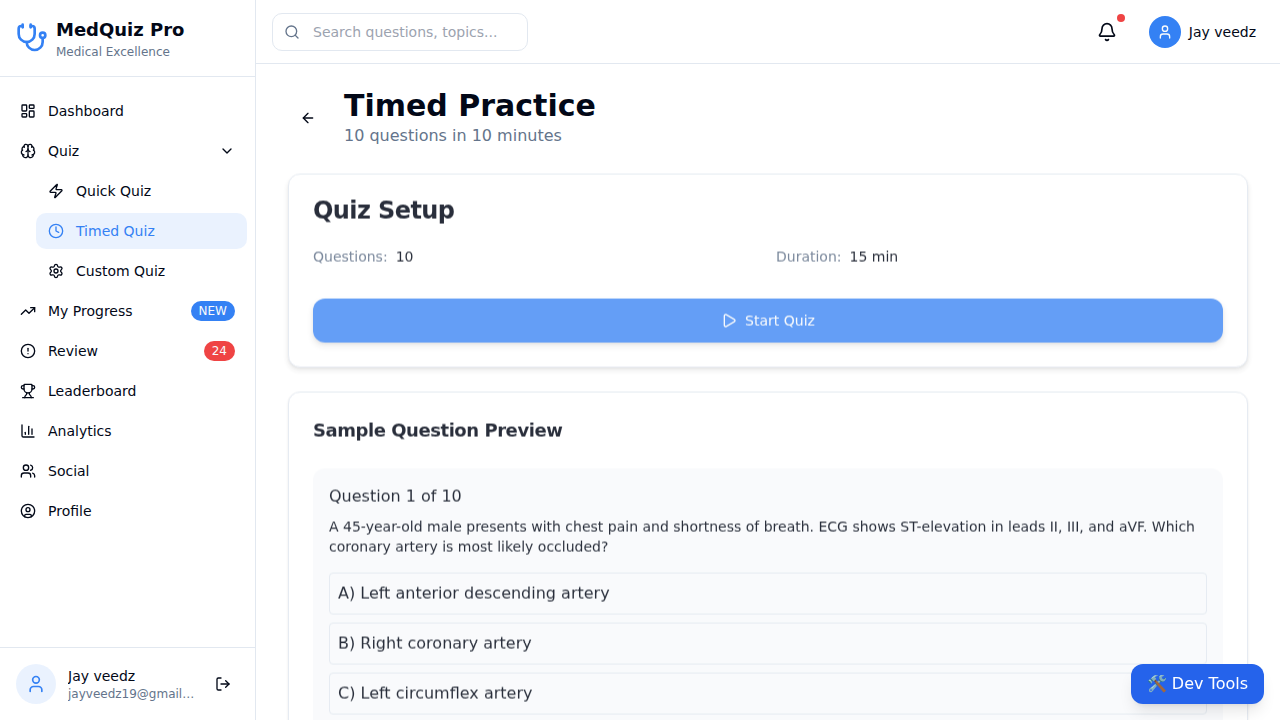 MedQuiz Pro
Medical Excellence
Dashboard
Quiz
Quick Quiz
Timed Quiz
Custom Quiz
My Progress
NEW
Review
24
Leaderboard
Analytics
Social
Profile
Jay veedz
jayveedz19@gmail...
Search questions, topics...
Jay veedz
Timed Practice
10 questions in 10 minutes
Quiz Setup
Questions: 10
Duration: 15 min
Start Quiz
Sample Question Preview
Question 1 of 10
A 45-year-old male presents with chest pain and shortness of breath. ECG shows ST-elevation in leads II, III, and aVF. Which
coronary artery is most likely occluded?
A) Left anterior descending artery
B) Right coronary artery
C) Left circumflex artery
🛠️ Dev Tools